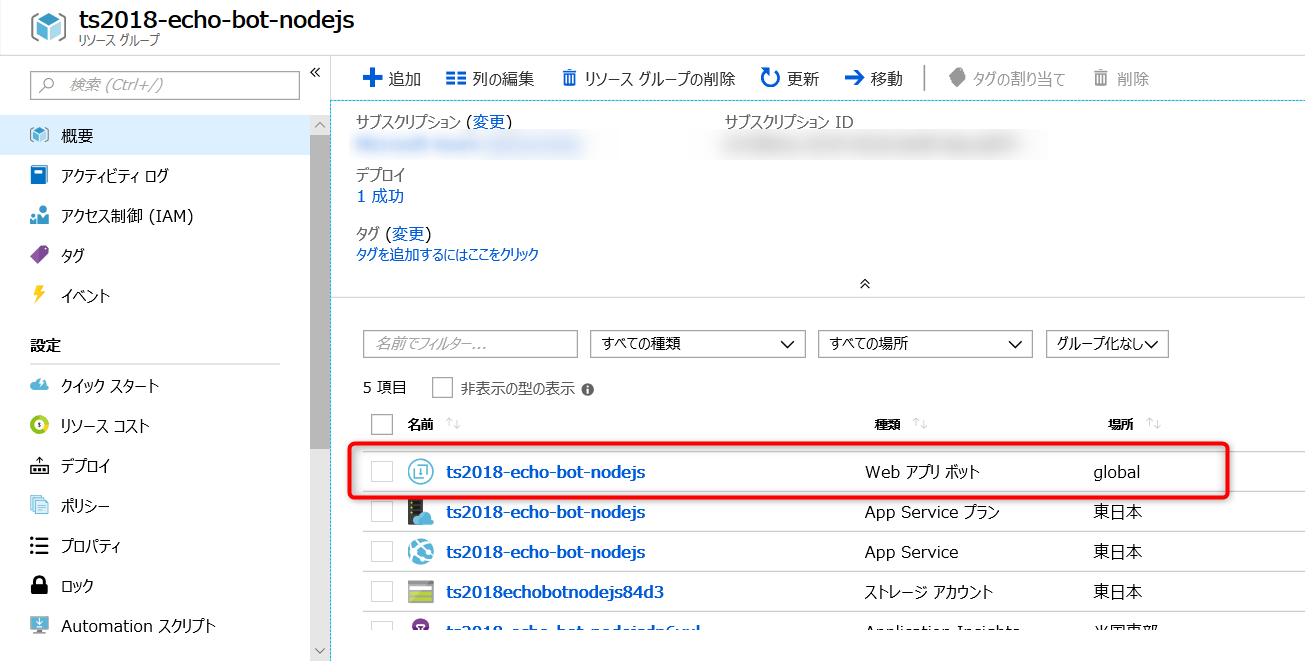 ts2018-echo-bot-nodejs
リソース グループ
検索 (Ctrl+/)
«
追加
列の編集
リソース グループの削除
更新
移動
タグの割り当て
削除
概要
アクティビティ ログ
アクセス制御 (IAM)
タグ
イベント
設定
クイック スタート
リソース コスト
デプロイ
ポリシー
プロパティ
ロック
Automation スクリプト
サブスクリプション (変更)
サブスクリプション ID
デプロイ
1 成功
タグ (変更)
タグを追加するにはここをクリック
名前でフィルター...
すべての種類
すべての場所
グループ化なし
5 項目
非表示の型の表示
名前 種類 場所
ts2018-echo-bot-nodejs Web アプリ ボット global
ts2018-echo-bot-nodejs App Service プラン 東日本
ts2018-echo-bot-nodejs App Service 東日本
ts2018echobotnodejs84d3 ストレージ アカウント 東日本
Application Insights 米国東部